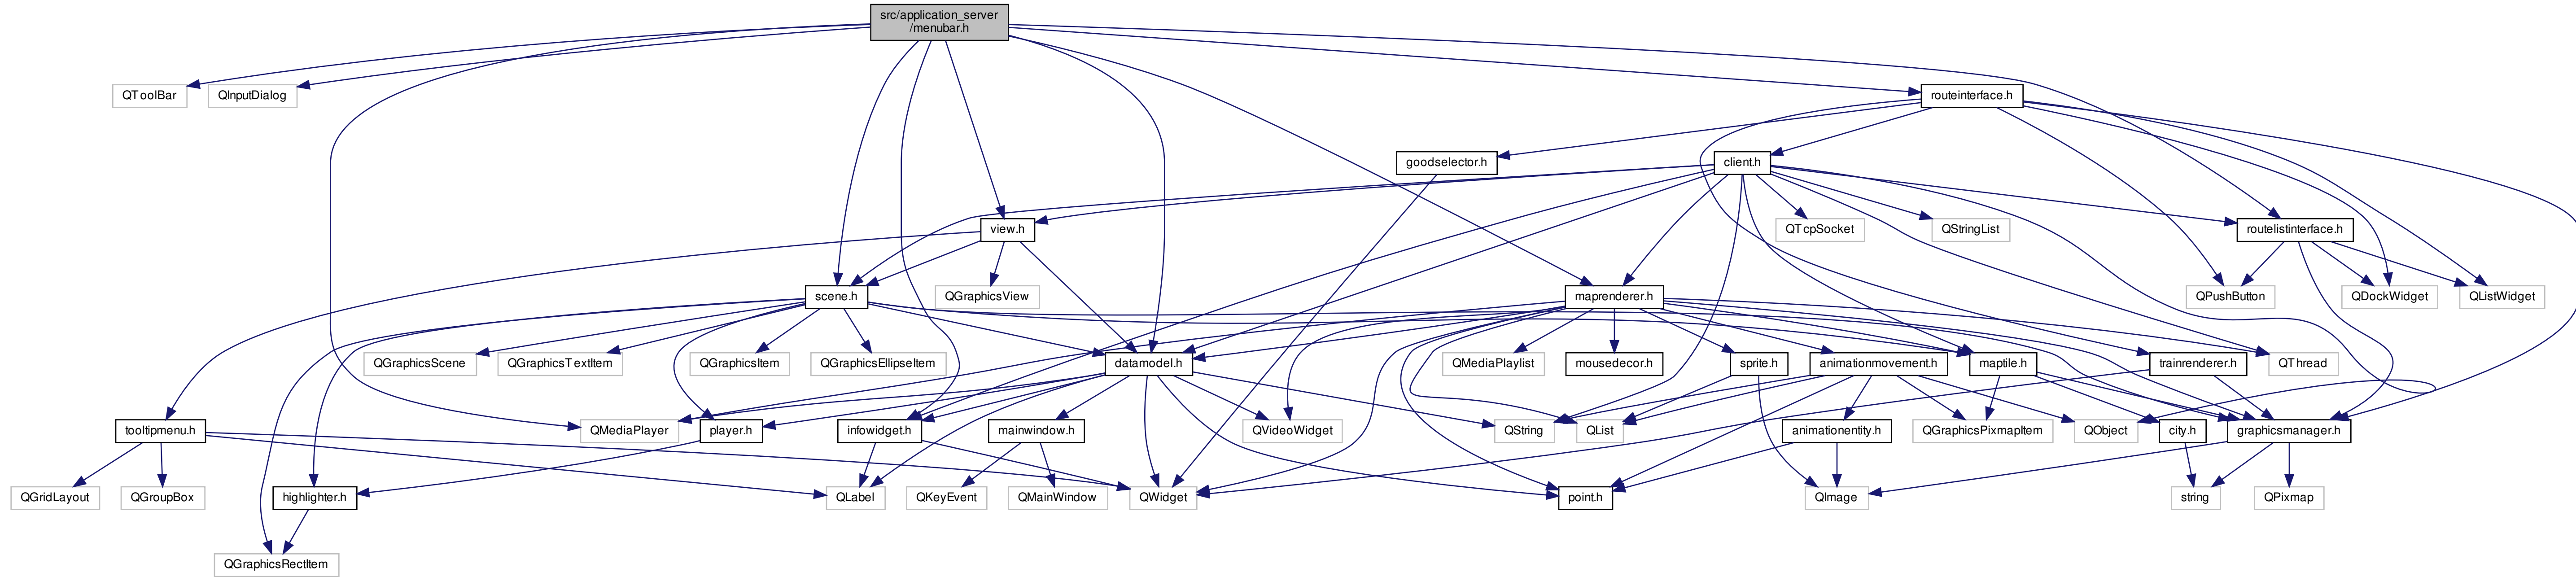 src/application_server
/menubar.h
QToolBar
QInputDialog
routeinterface.h
goodselector.h
client.h
view.h
QTcpSocket
QStringList
routelistinterface.h
scene.h
QGraphicsView
maprenderer.h
QPushButton
QDockWidget
QListWidget
QGraphicsScene
QGraphicsTextItem
QGraphicsItem
QGraphicsEllipseItem
datamodel.h
QMediaPlaylist
mousedecor.h
sprite.h
animationmovement.h
maptile.h
trainrenderer.h
QThread
tooltipmenu.h
QMediaPlayer
player.h
infowidget.h
mainwindow.h
QVideoWidget
QString
QList
animationentity.h
QGraphicsPixmapItem
QObject
city.h
graphicsmanager.h
QGridLayout
QGroupBox
highlighter.h
QLabel
QKeyEvent
QMainWindow
QWidget
point.h
QImage
string
QPixmap
QGraphicsRectItem